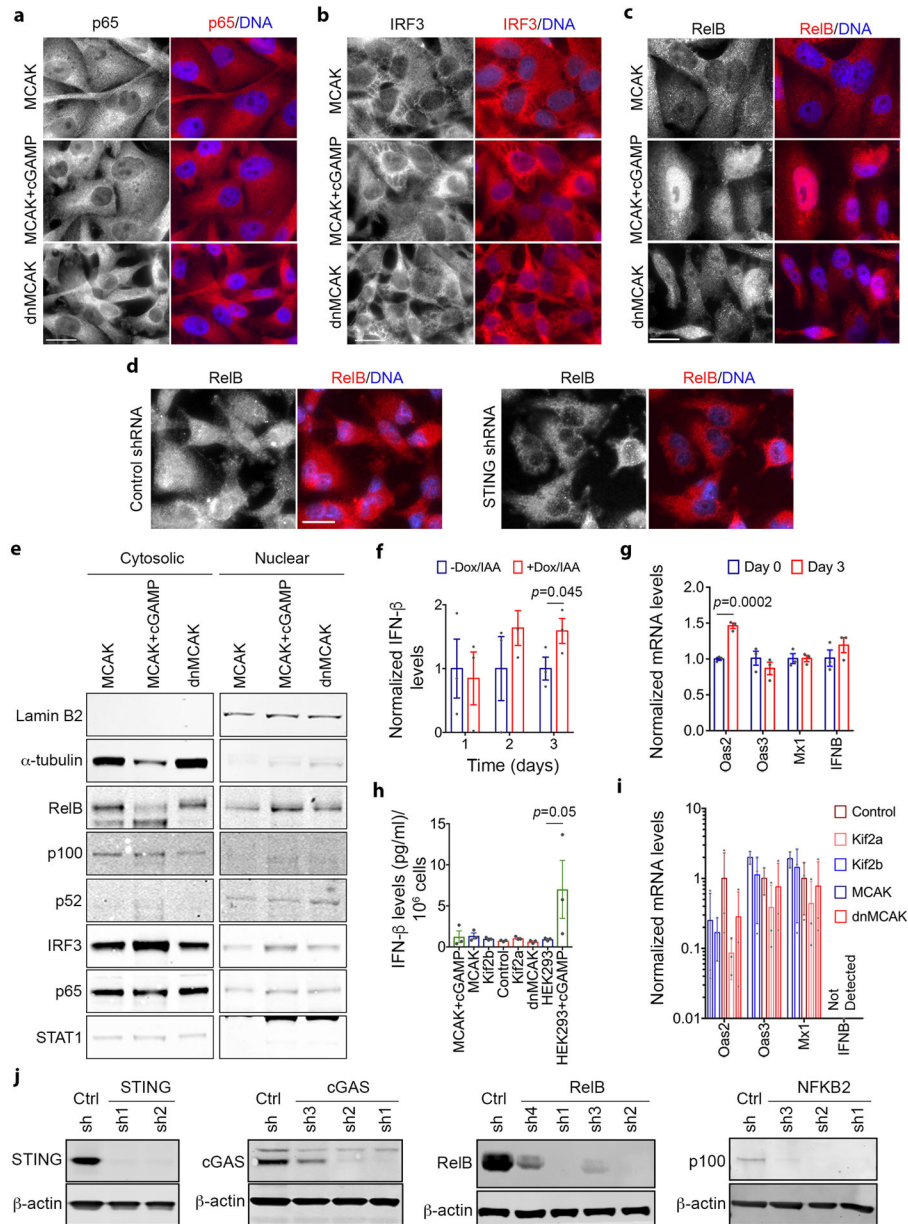 a
p65
p65/DNA
MCAK
MCAK+cGAMP
dnMCAK
b
IRF3
IRF3/DNA
MCAK
MCAK+cGAMP
dnMCAK
c
RelB
RelB/DNA
MCAK
MCAK+cGAMP
dnMCAK
d
RelB
RelB/DNA
Control shRNA
RelB
RelB/DNA
STING shRNA
e
Cytosolic
Nuclear
MCAK
MCAK+cGAMP
dnMCAK
MCAK
MCAK+cGAMP
dnMCAK
Lamin B2
α-tubulin
RelB
p100
p52
IRF3
p65
STAT1
f
-Dox/IAA
+Dox/IAA
p=0.045
Normalized IFN-β
levels
2
1
0
1
2
3
Time (days)
g
Day 0
Day 3
p=0.0002
Normalized mRNA levels
2.0
1.5
1.0
0.5
0
Oas2
Oas3
Mx1
IFNB
h
p=0.05
IFN-β levels (pg/ml)/
10⁶ cells
15
10
5
0
MCAK+cGAMP
MCAK
Kif2b
Control
Kif2a
dnMCAK
HEK293
HEK293+cGAMP
i
Normalized mRNA levels
100
10
1
0.1
0.01
Control
Kif2a
Kif2b
MCAK
dnMCAK
Not
Detected
Oas2
Oas3
Mx1
IFNB
j
STING
Ctrl
sh
sh1
sh2
STING
β-actin
cGAS
Ctrl
sh
sh3
sh2
sh1
cGAS
β-actin
RelB
Ctrl
sh
sh4
sh1
sh3
sh2
RelB
β-actin
NFKB2
Ctrl
sh
sh3
sh2
sh1
p100
β-actin